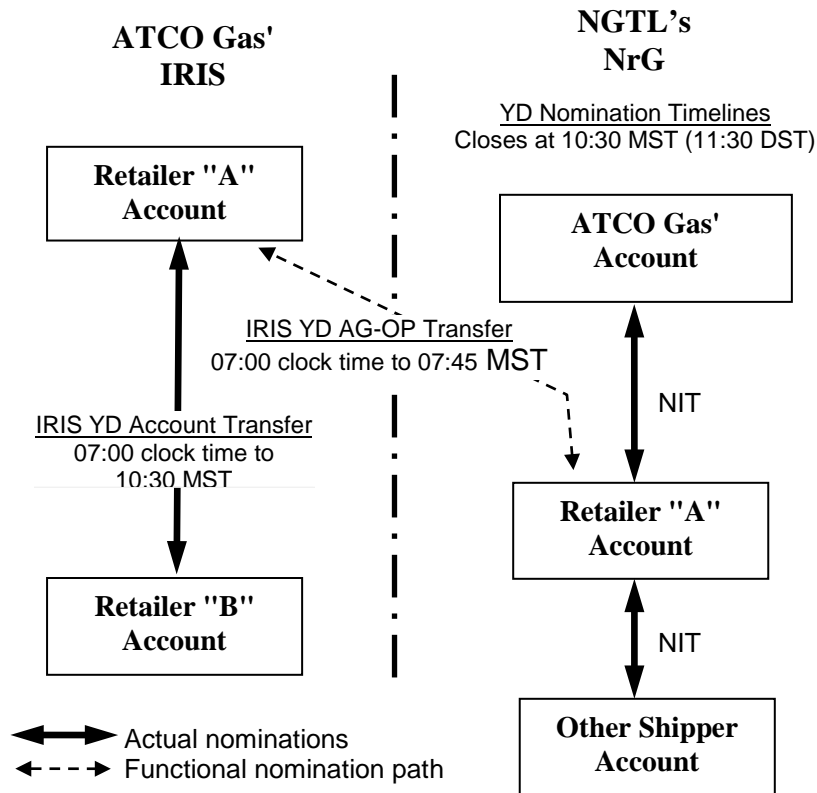 ATCO Gas'
IRIS
NGTL's
NrG
YD Nomination Timelines
Closes at 10:30 MST (11:30 DST)
Retailer "A"
Account
ATCO Gas'
Account
IRIS YD AG-OP Transfer
07:00 clock time to 07:45 MST
NIT
IRIS YD Account Transfer
07:00 clock time to
10:30 MST
Retailer "A"
Account
Retailer "B"
Account
NIT
Other Shipper
Account
Actual nominations
Functional nomination path